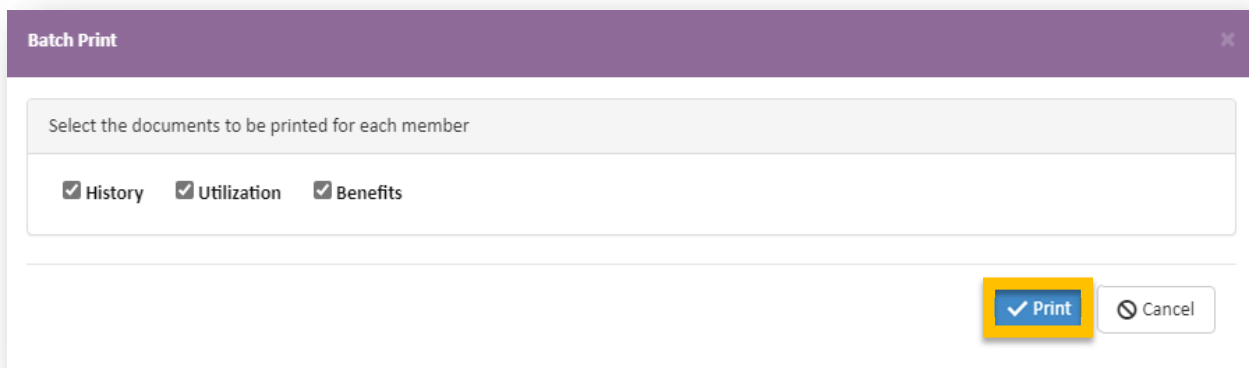 Batch Print
Select the documents to be printed for each member
History Utilization Benefits
Print Cancel